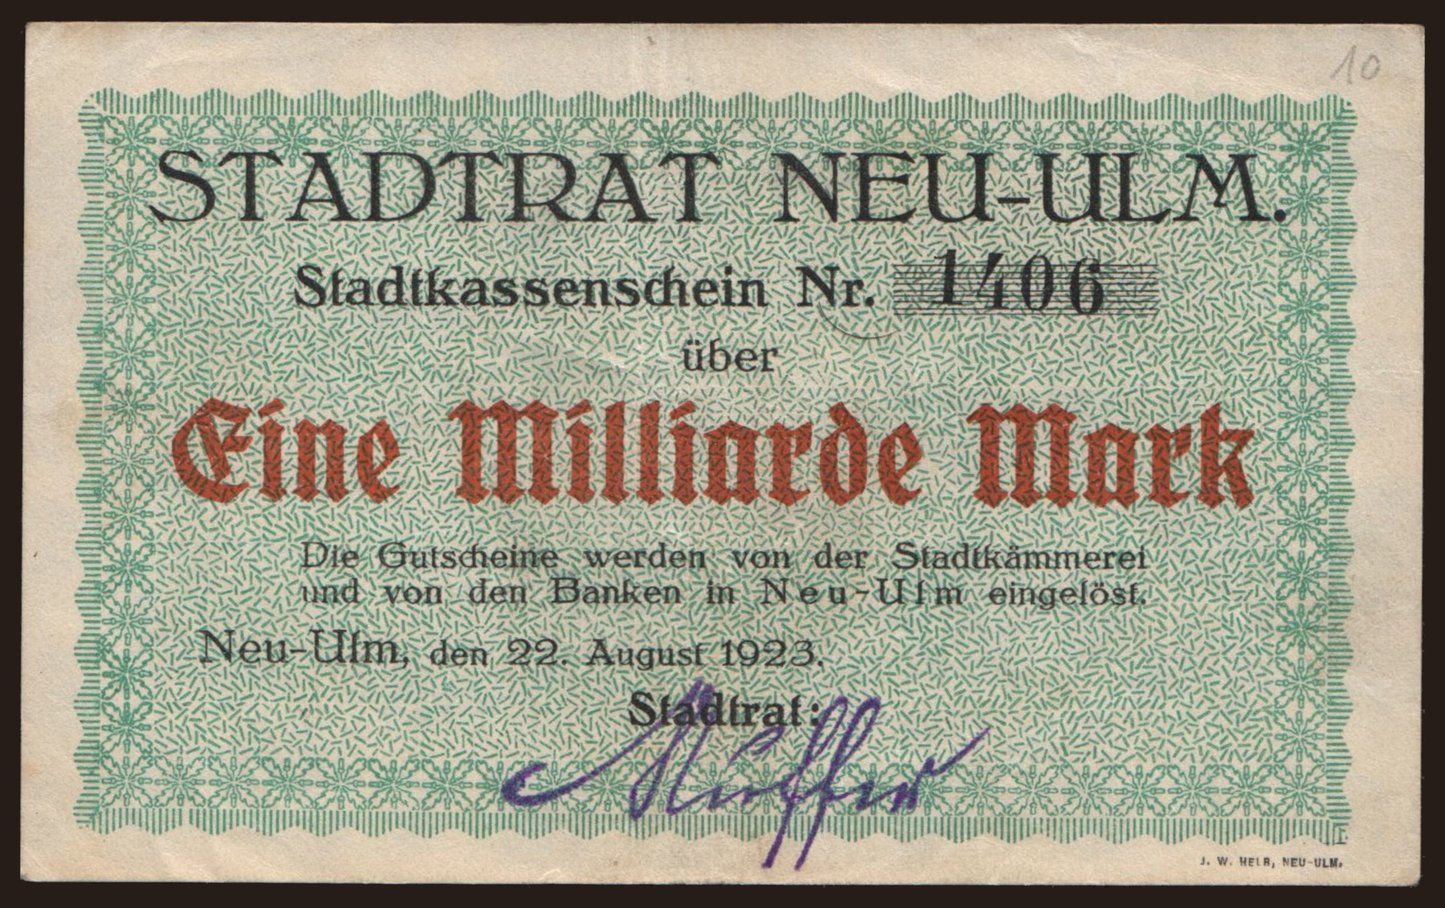 10
STADTRAT NEU-ULM.
Stadtkassenschein Nr. 1406
über
Eine Milliarde Mark
Die Gutscheine werden von der Stadtkämmerei
und von den Banken in Neu-Ulm eingelöst.
Neu-Ulm, den 22. August 1923.
Stadtrat:
J. W. HELB, NEU-ULM.